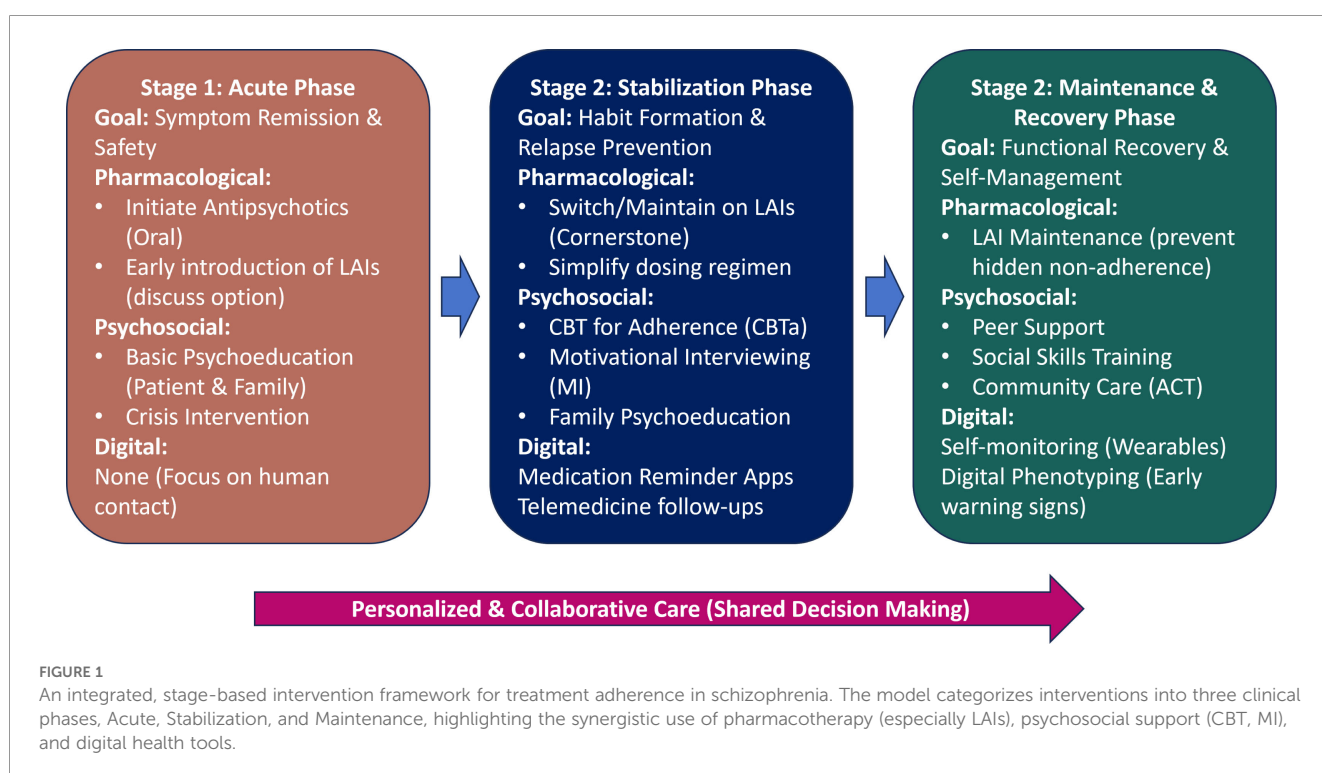 Stage 1: Acute Phase
Goal: Symptom Remission &
Safety
Pharmacological:
• Initiate Antipsychotics
(Oral)
• Early introduction of LAIs
(discuss option)
Psychosocial:
• Basic Psychoeducation
(Patient & Family)
• Crisis Intervention
Digital:
None (Focus on human
contact)
Stage 2: Stabilization Phase
Goal: Habit Formation &
Relapse Prevention
Pharmacological:
• Switch/Maintain on LAIs
(Cornerstone)
• Simplify dosing regimen
Psychosocial:
• CBT for Adherence (CBTa)
• Motivational Interviewing
(MI)
• Family Psychoeducation
Digital:
Medication Reminder Apps
Telemedicine follow-ups
Stage 2: Maintenance &
Recovery Phase
Goal: Functional Recovery &
Self-Management
Pharmacological:
• LAI Maintenance (prevent
hidden non-adherence)
Psychosocial:
• Peer Support
• Social Skills Training
• Community Care (ACT)
Digital:
Self-monitoring (Wearables)
Digital Phenotyping (Early
warning signs)
Personalized & Collaborative Care (Shared Decision Making)
FIGURE 1
An integrated, stage-based intervention framework for treatment adherence in schizophrenia. The model categorizes interventions into three clinical
phases, Acute, Stabilization, and Maintenance, highlighting the synergistic use of pharmacotherapy (especially LAIs), psychosocial support (CBT, MI),
and digital health tools.